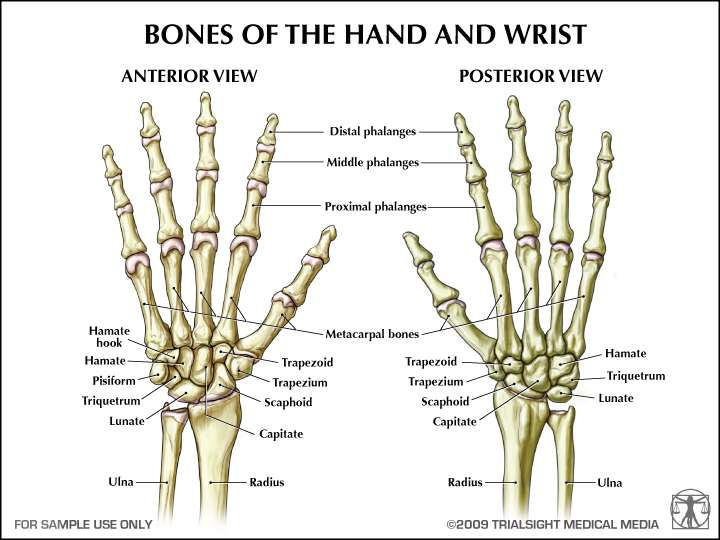 BONES OF THE HAND AND WRIST
ANTERIOR VIEW
POSTERIOR VIEW
Distal phalanges
Middle phalanges
Proximal phalanges
Metacarpal bones
Hamate
hook
Hamate
Pisiform
Triquetrum
Lunate
Ulna
Trapezoid
Trapezium
Scaphoid
Capitate
Radius
Trapezoid
Trapezium
Scaphoid
Capitate
Radius
Hamate
Triquetrum
Lunate
Ulna
FOR SAMPLE USE ONLY
©2009 TRIALSIGHT MEDICAL MEDIA